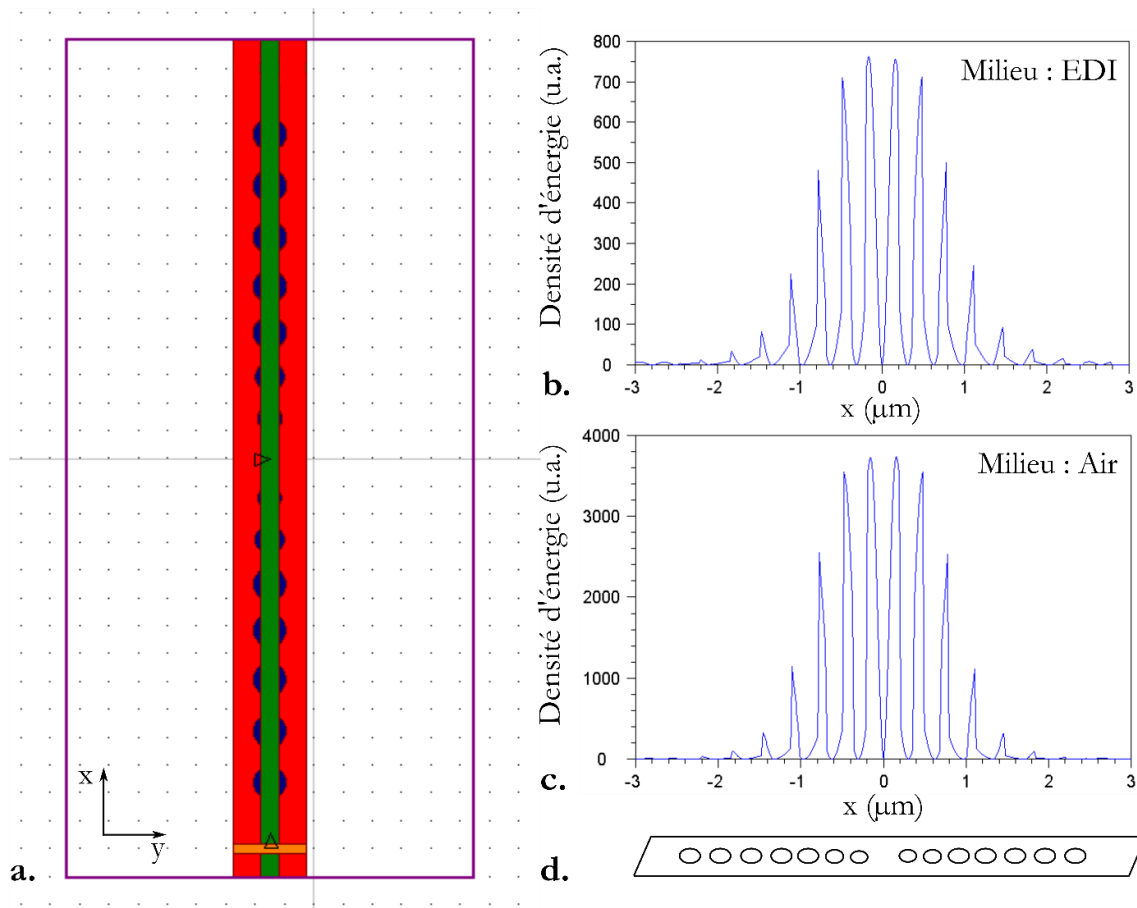 x
y
a.
Densité d'énergie (u.a.)
800
700
600
500
400
300
200
100
0
Milieu : EDI
-3
-2
-1
0
1
2
3
x (μm)
b.
Densité d'énergie (u.a.)
4000
3000
2000
1000
0
Milieu : Air
-3
-2
-1
0
1
2
3
x (μm)
c.
d.